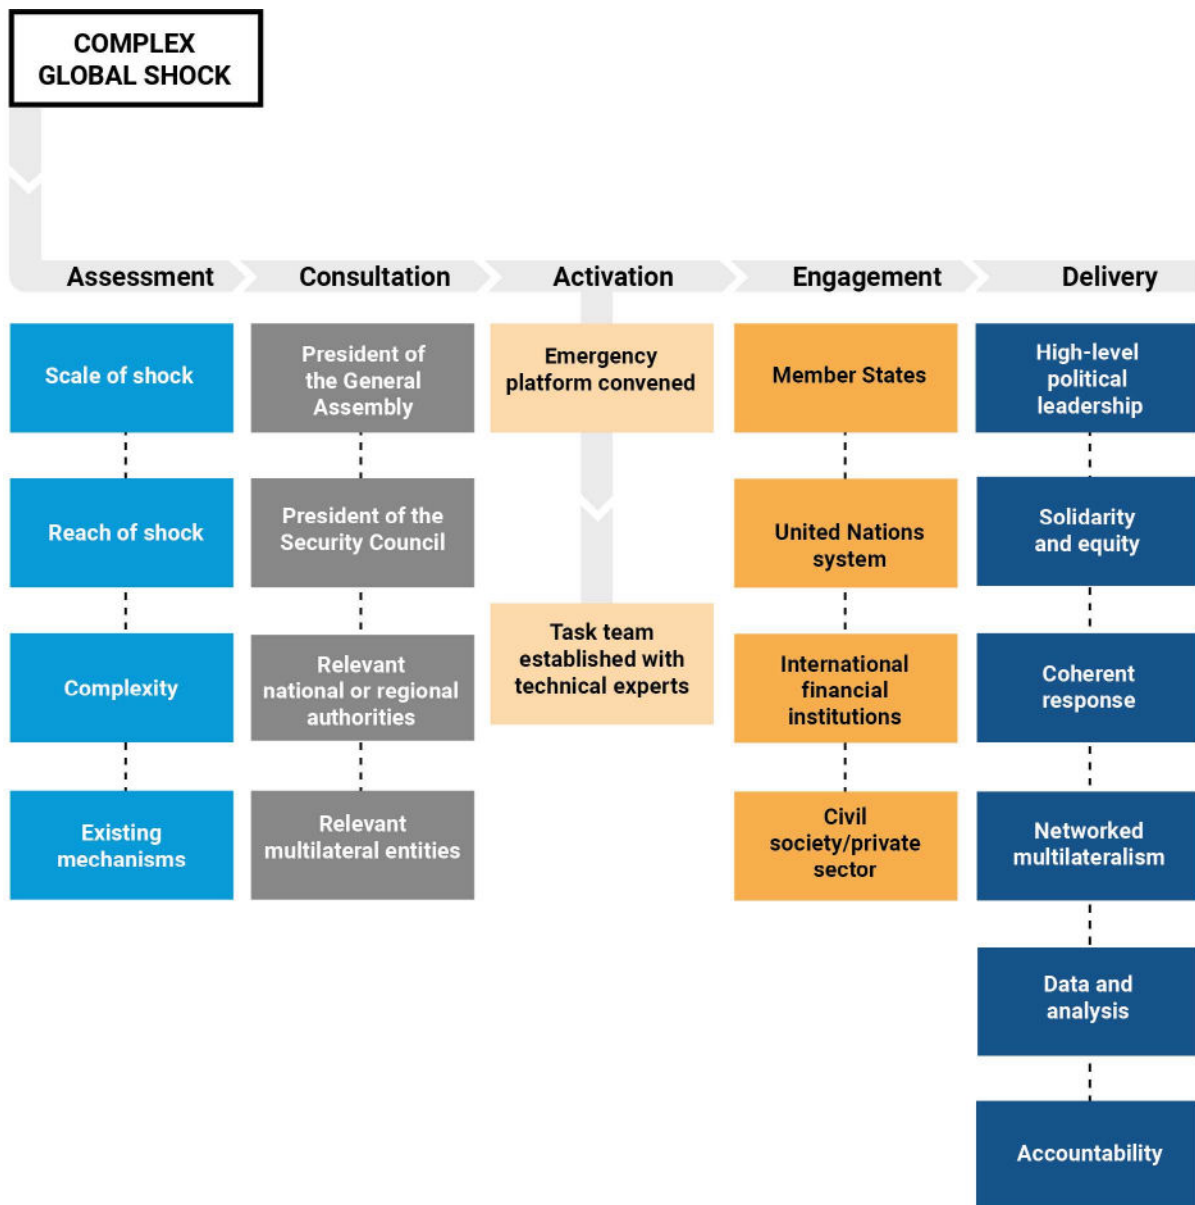 COMPLEX
GLOBAL SHOCK
Assessment
Consultation
Activation
Engagement
Delivery
Scale of shock
Reach of shock
Complexity
Existing
mechanisms
President of
the General
Assembly
President of the
Security Council
Relevant
national or regional
authorities
Relevant
multilateral entities
Emergency
platform convened
Task team
established with
technical experts
Member States
United Nations
system
International
financial
institutions
Civil
society/private
sector
High-level
political
leadership
Solidarity
and equity
Coherent
response
Networked
multilateralism
Data and
analysis
Accountability